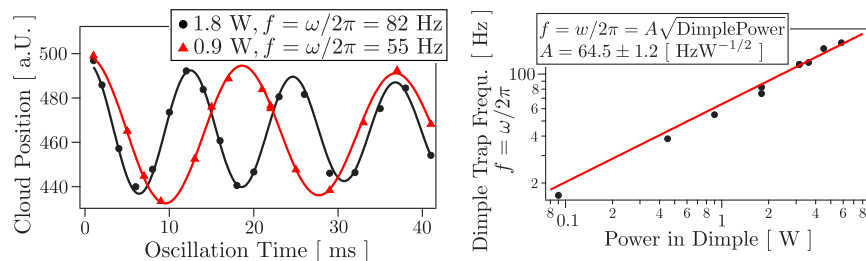 1.8 W, f = ω/2π = 82 Hz
0.9 W, f = ω/2π = 55 Hz
Cloud Position [ a.U. ]
500
480
460
440
0
10
20
30
40
Oscillation Time [ ms ]
f = w/2π = A√DimplePower
A = 64.5 ± 1.2 [ HzW⁻¹/² ]
Dimple Trap Frequ. [ Hz ]
f = ω/2π
100
8
6
4
2
8
0.1
2
4
6
8
1
2
4
6
8
Power in Dimple [ W ]